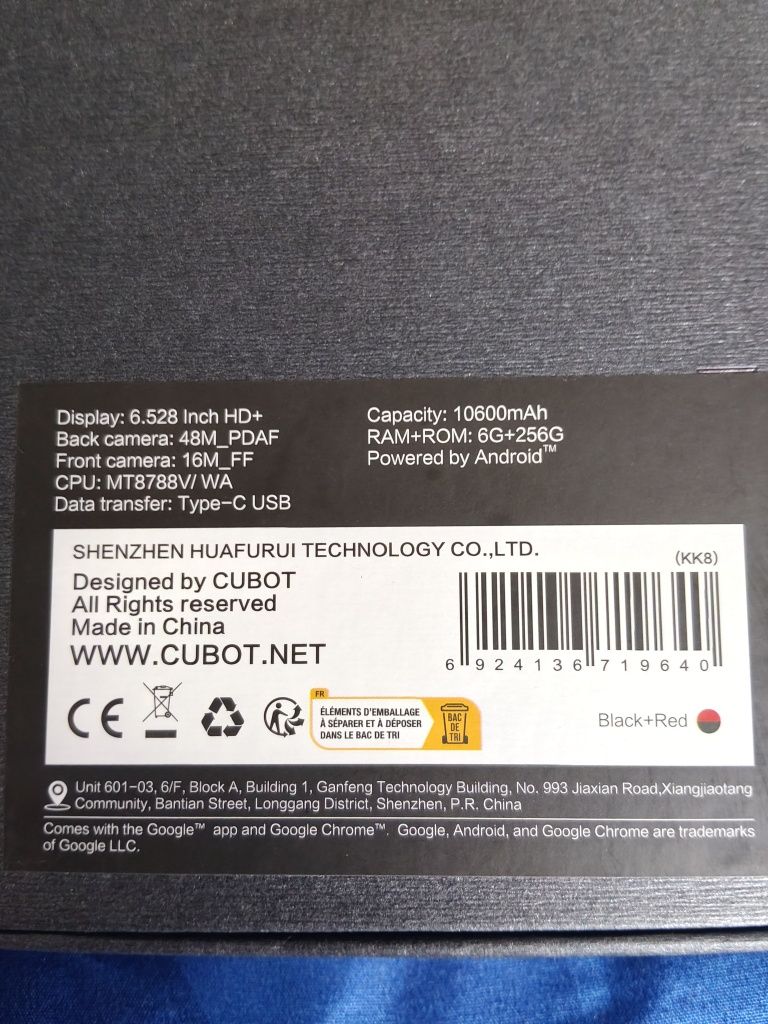 Display: 6.528 Inch HD+
Back camera: 48M_PDAF
Front camera: 16M_FF
CPU: MT8788V/ WA
Data transfer: Type-C USB
Capacity: 10600mAh
RAM+ROM: 6G+256G
Powered by Android™
SHENZHEN HUAFURUI TECHNOLOGY CO.,LTD.
(KK8)
Designed by CUBOT
All Rights reserved
Made in China
WWW.CUBOT.NET
6 924136 719640
CE
FR
ÉLÉMENTS D'EMBALLAGE
À SÉPARER ET À DÉPOSER
DANS LE BAC DE TRI
BAC
DE
TRI
Black+Red
Unit 601-03, 6/F, Block A, Building 1, Ganfeng Technology Building, No. 993 Jiaxian Road,Xiangjiaotang
Community, Bantian Street, Longgang District, Shenzhen, P.R. China
Comes with the Google™ app and Google Chrome™. Google, Android, and Google Chrome are trademarks
of Google LLC.